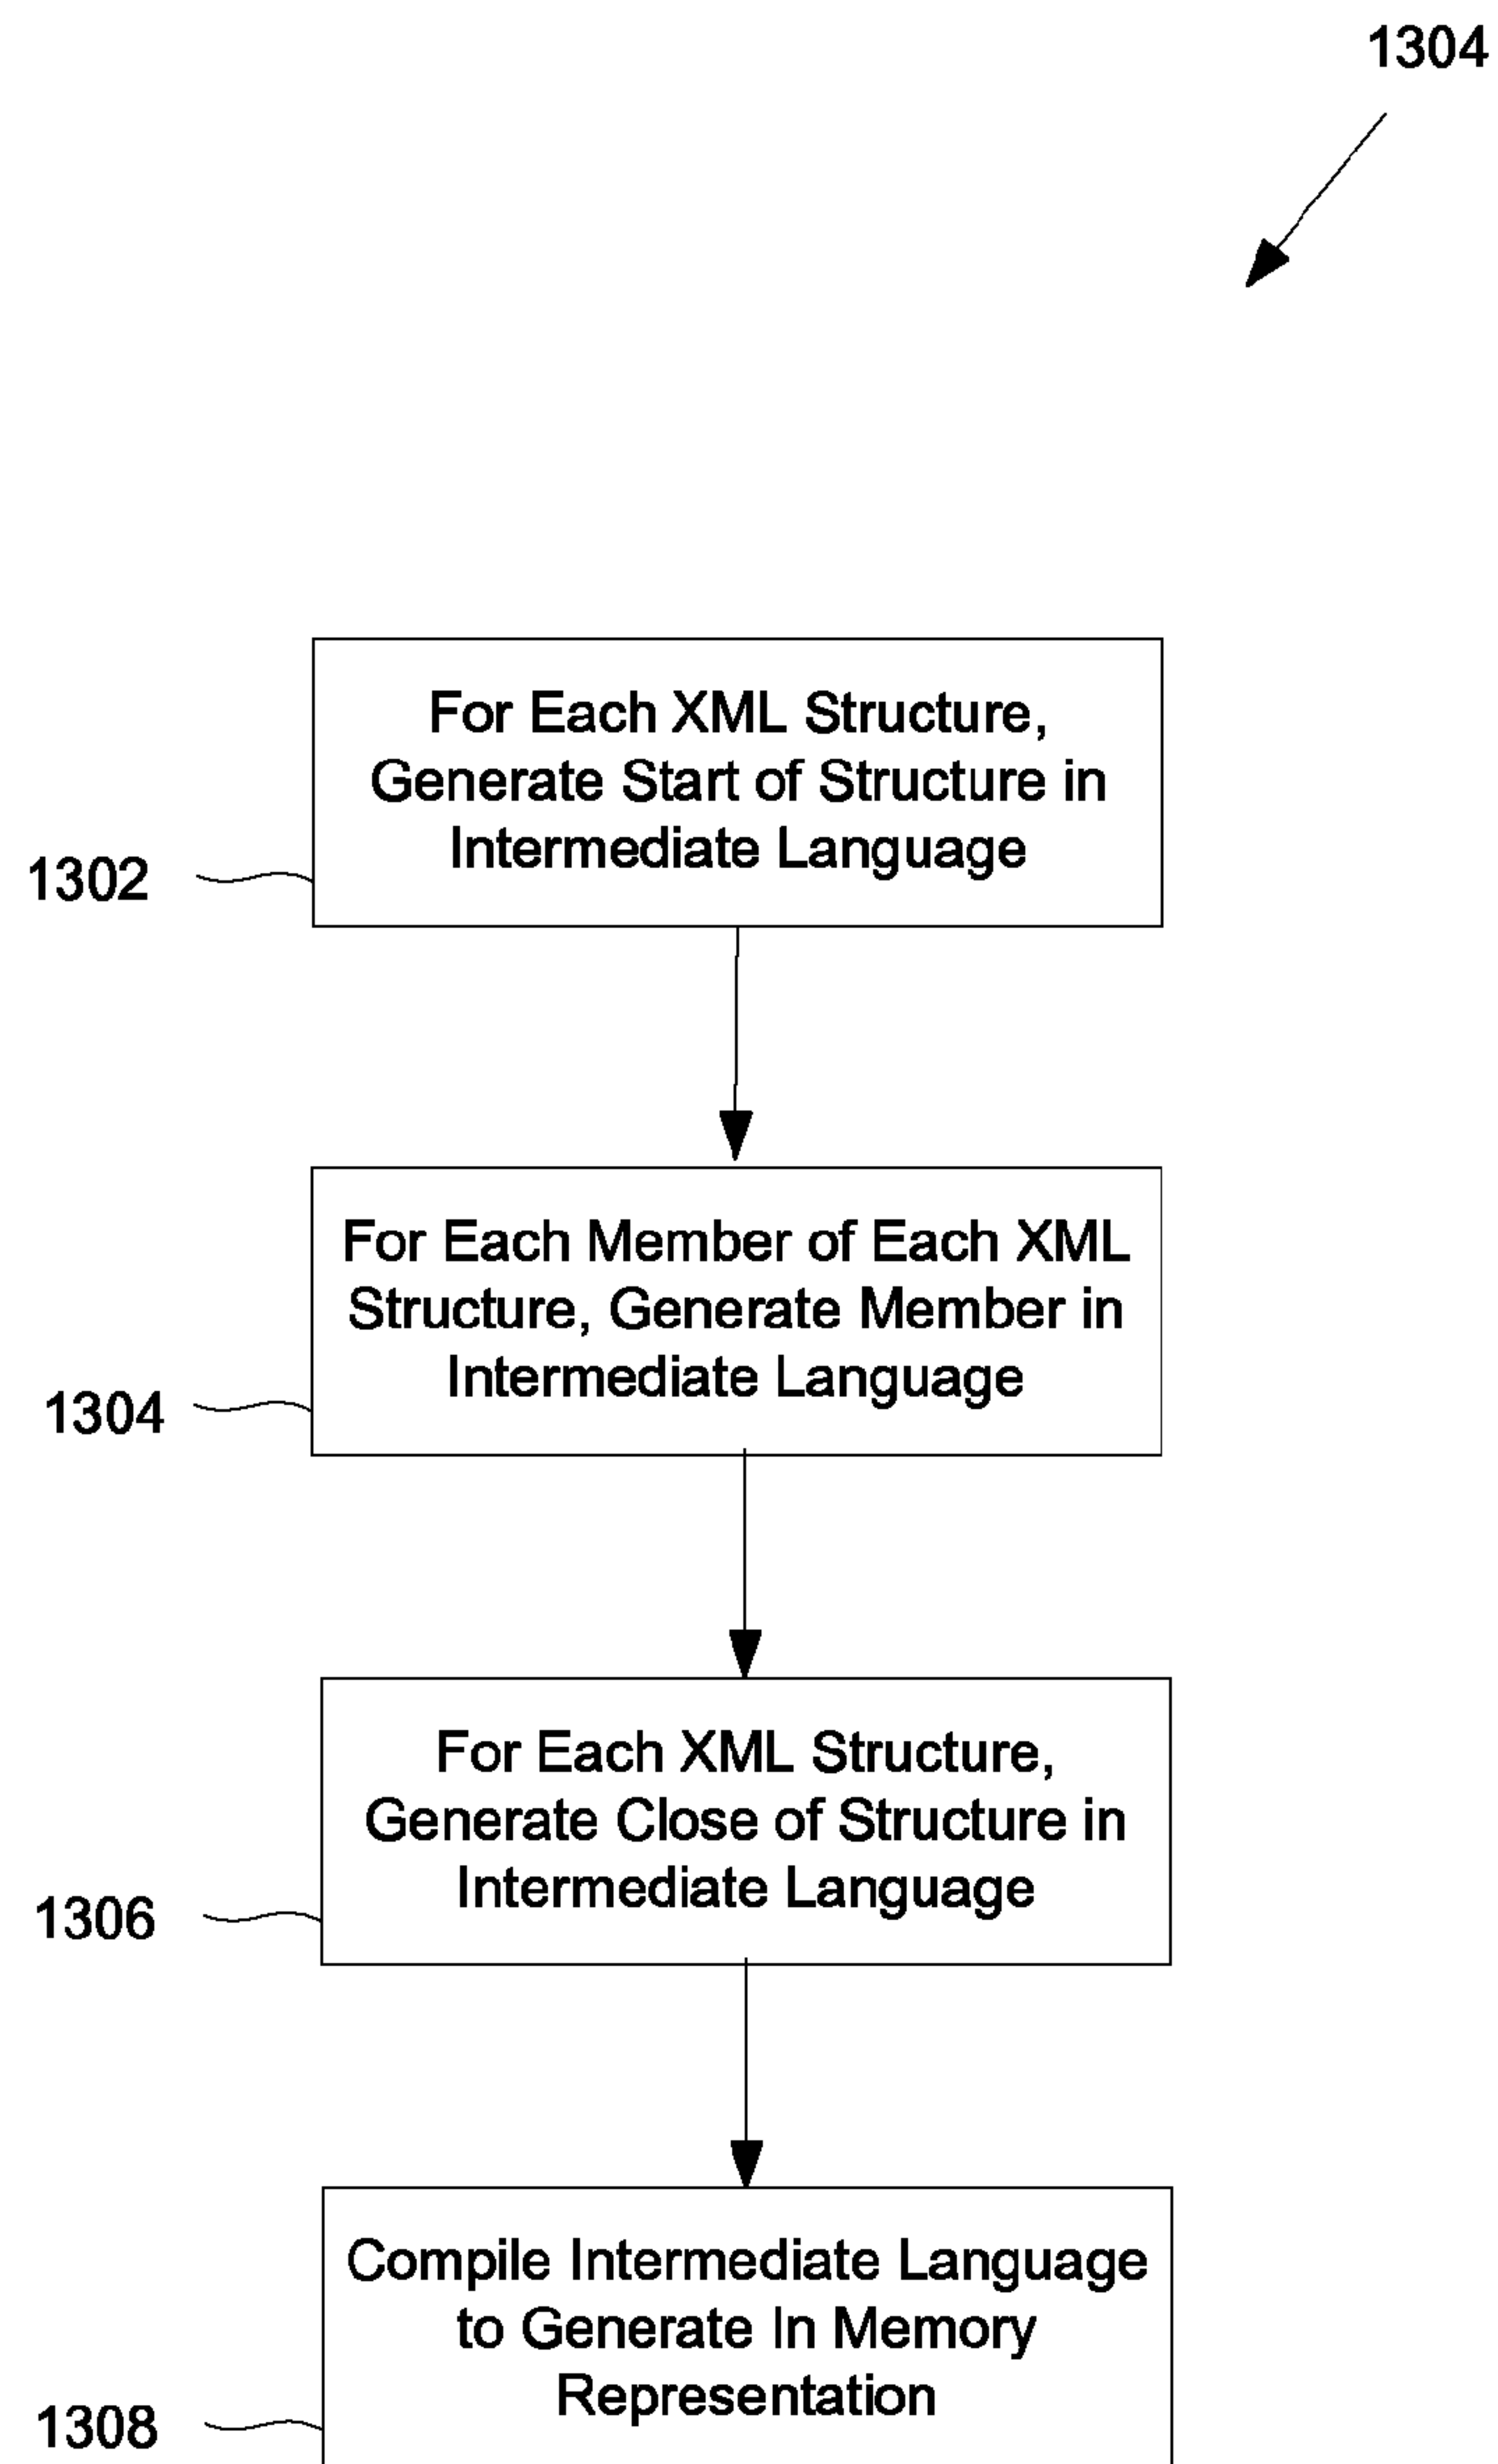 1304
For Each XML Structure,
Generate Start of Structure in
Intermediate Language
1302
For Each Member of Each XML
Structure, Generate Member in
Intermediate Language
1304
For Each XML Structure,
Generate Close of Structure in
Intermediate Language
1306
Compile Intermediate Language
to Generate In Memory
Representation
1308